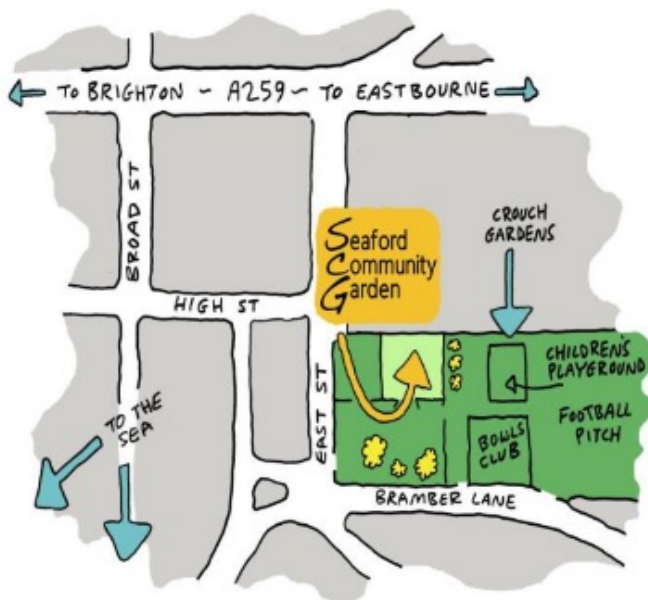 TO BRIGHTON ~ A259 ~ TO EASTBOURNE
BROAD ST
Seaford
Community
Garden
CROUCH
GARDENS
HIGH ST
EAST ST
CHILDREN'S
PLAYGROUND
TO THE
SEA
FOOTBALL
PITCH
BOWLS
CLUB
BRAMBER LANE